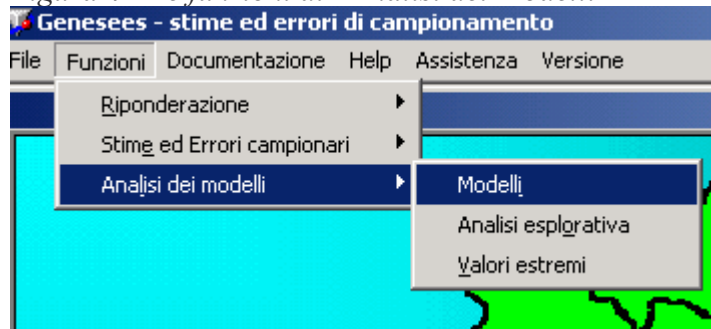 Genesees - stime ed errori di campionamento
File Funzioni Documentazione Help Assistenza Versione
Riponderazione
Stime ed Errori campionari
Analisi dei modelli
Modelli
Analisi esplorativa
Valori estremi